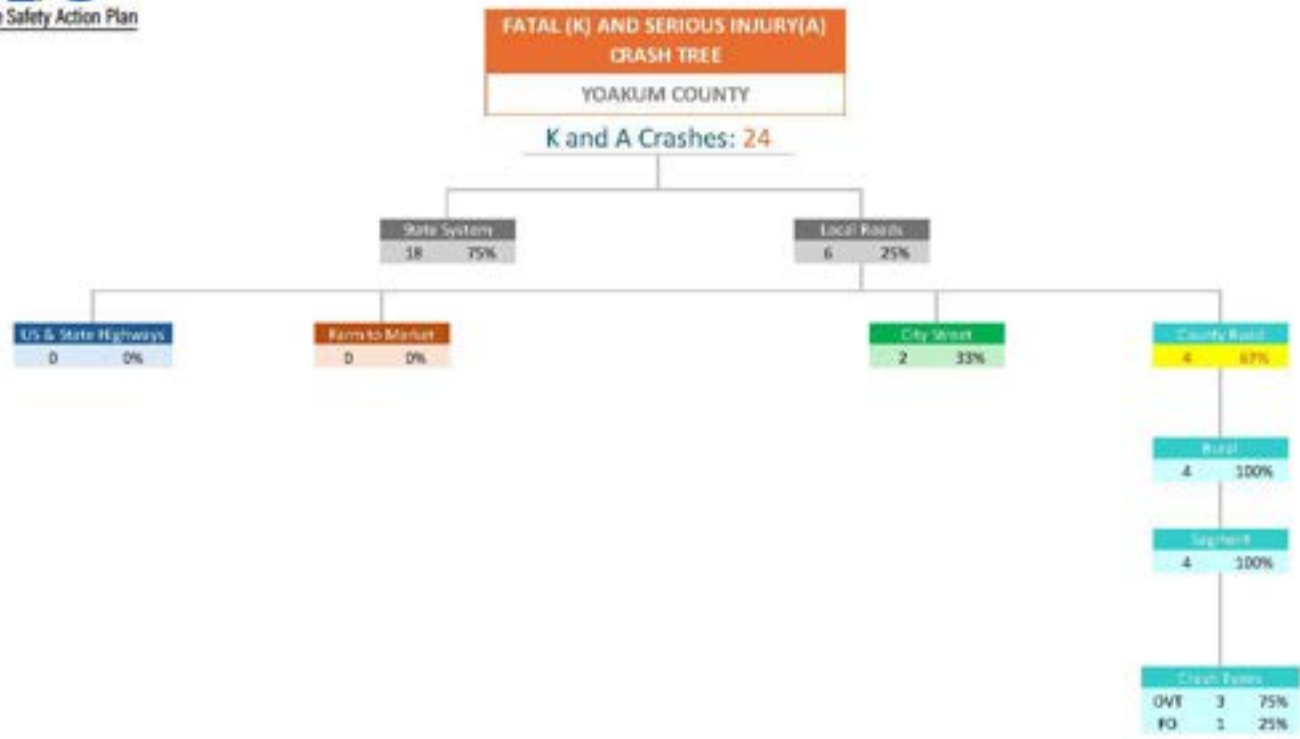 Safety Action Plan
FATAL (K) AND SERIOUS INJURY(A)
CRASH TREE
YOAKUM COUNTY
K and A Crashes: 24
State System
18 75%
Local Roads
6 25%
US & State Highways
0 0%
Farm to Market
0 0%
City Street
2 33%
County Road
4 67%
Rural
4 100%
Segment
4 100%
Crash Types
OVT 3 75%
FO 1 25%